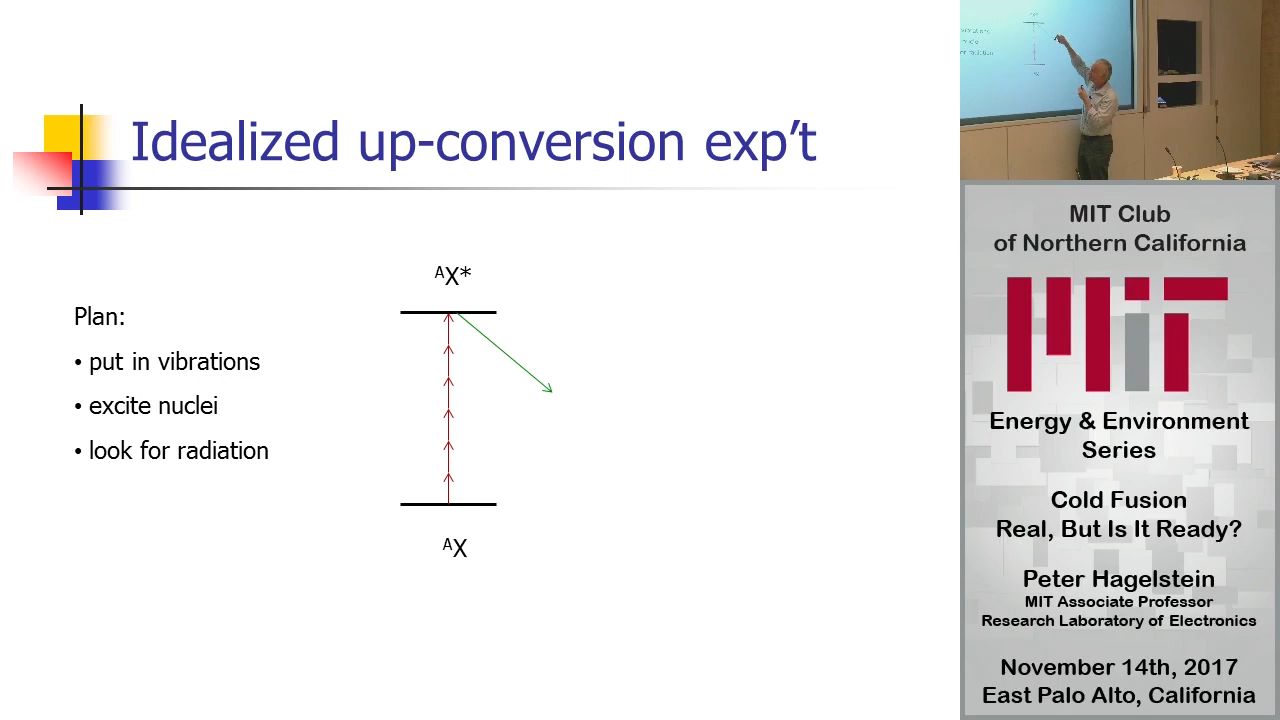 Idealized up-conversion exp't
Plan:
• put in vibrations
• excite nuclei
• look for radiation
ᴬX*
ᴬX
MIT Club
of Northern California
MIT
Energy & Environment
Series
Cold Fusion
Real, But Is It Ready?
Peter Hagelstein
MIT Associate Professor
Research Laboratory of Electronics
November 14th, 2017
East Palo Alto, California